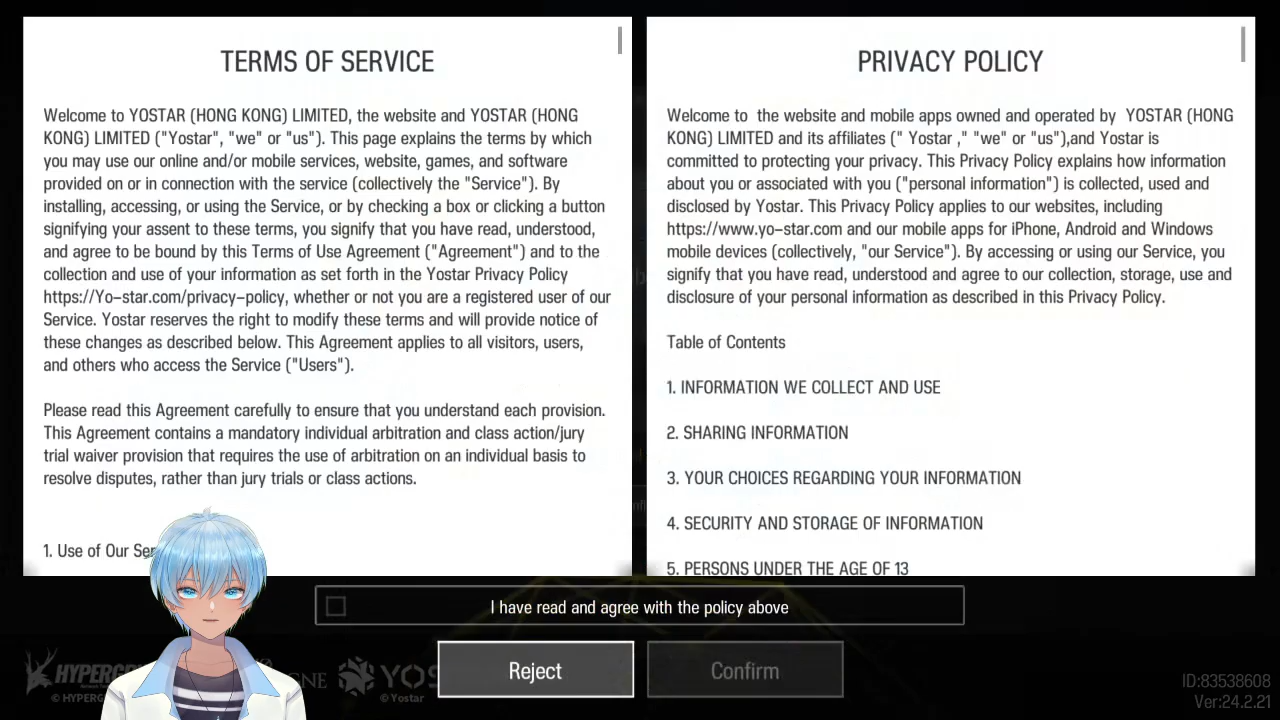 TERMS OF SERVICE
Welcome to YOSTAR (HONG KONG) LIMITED, the website and YOSTAR (HONG
KONG) LIMITED ("Yostar", "we" or "us"). This page explains the terms by which
you may use our online and/or mobile services, website, games, and software
provided on or in connection with the service (collectively the "Service"). By
installing, accessing, or using the Service, or by checking a box or clicking a button
signifying your assent to these terms, you signify that you have read, understood,
and agree to be bound by this Terms of Use Agreement ("Agreement") and to the
collection and use of your information as set forth in the Yostar Privacy Policy
https://Yo-star.com/privacy-policy, whether or not you are a registered user of our
Service. Yostar reserves the right to modify these terms and will provide notice of
these changes as described below. This Agreement applies to all visitors, users,
and others who access the Service ("Users").
Please read this Agreement carefully to ensure that you understand each provision.
This Agreement contains a mandatory individual arbitration and class action/jury
trial waiver provision that requires the use of arbitration on an individual basis to
resolve disputes, rather than jury trials or class actions.
1. Use of Our Ser
PRIVACY POLICY
Welcome to  the website and mobile apps owned and operated by  YOSTAR (HONG
KONG) LIMITED and its affiliates (" Yostar ," "we" or "us"),and Yostar is
committed to protecting your privacy. This Privacy Policy explains how information
about you or associated with you ("personal information") is collected, used and
disclosed by Yostar. This Privacy Policy applies to our websites, including
https://www.yo-star.com and our mobile apps for iPhone, Android and Windows
mobile devices (collectively, "our Service"). By accessing or using our Service, you
signify that you have read, understood and agree to our collection, storage, use and
disclosure of your personal information as described in this Privacy Policy.
Table of Contents
1. INFORMATION WE COLLECT AND USE
2. SHARING INFORMATION
3. YOUR CHOICES REGARDING YOUR INFORMATION
4. SECURITY AND STORAGE OF INFORMATION
5. PERSONS UNDER THE AGE OF 13
I have read and agree with the policy above
Reject
Confirm
HYPERG
© HYPERG
GNE
YOS
© Yostar
ID:83538608
Ver:24.2.21